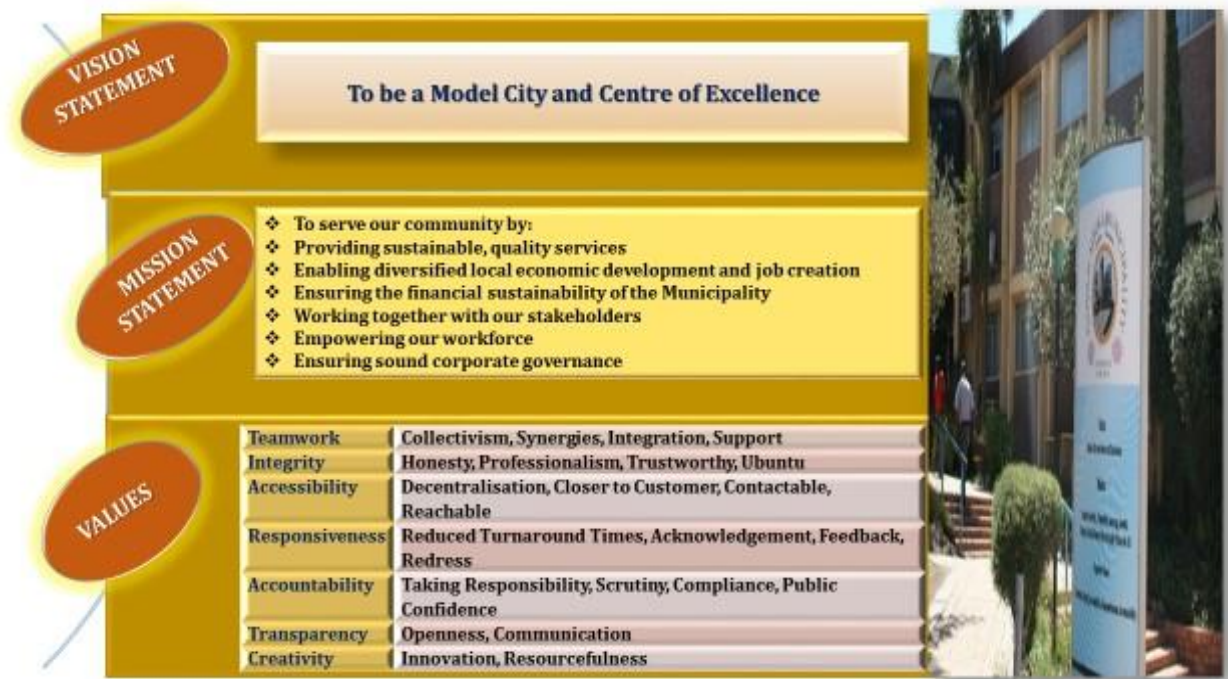 VISION
STATEMENT
To be a Model City and Centre of Excellence
MISSION
STATEMENT
❖ To serve our community by:
❖ Providing sustainable, quality services
❖ Enabling diversified local economic development and job creation
❖ Ensuring the financial sustainability of the Municipality
❖ Working together with our stakeholders
❖ Empowering our workforce
❖ Ensuring sound corporate governance
VALUES
Teamwork Collectivism, Synergies, Integration, Support
Integrity Honesty, Professionalism, Trustworthy, Ubuntu
Accessibility Decentralisation, Closer to Customer, Contactable,
Reachable
Responsiveness Reduced Turnaround Times, Acknowledgement, Feedback,
Redress
Accountability Taking Responsibility, Scrutiny, Compliance, Public
Confidence
Transparency Openness, Communication
Creativity Innovation, Resourcefulness